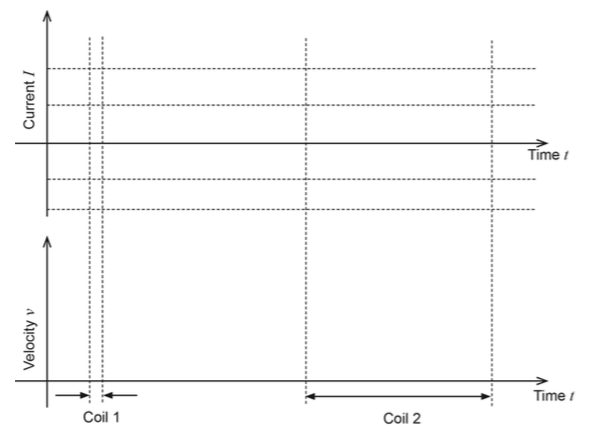 Current I
Time t
Velocity v
Time t
Coil 1
Coil 2